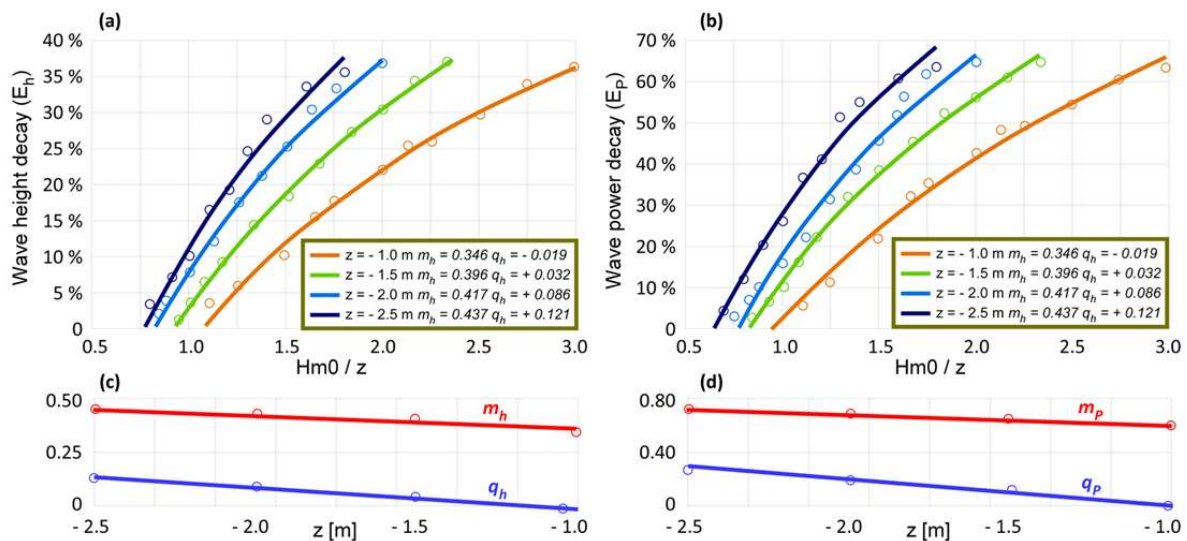 (a)
Wave height decay (E_h)
40 %
35%
30%
25 %
20 %
15%
10 %
5 %
0
0.5 1.0 1.5 2.0 2.5 3.0
Hm0 / z
z = - 1.0 m m_h = 0.346 q_h = - 0.019
z = - 1.5 m m_h = 0.396 q_h = + 0.032
z = - 2.0 m m_h = 0.417 q_h = + 0.086
z = - 2.5 m m_h = 0.437 q_h = + 0.121
(b)
Wave power decay (E_P)
70 %
60 %
50 %
40 %
30 %
20 %
10 %
0
0.5 1.0 1.5 2.0 2.5 3.0
Hm0 / z
z = - 1.0 m m_h = 0.346 q_h = - 0.019
z = - 1.5 m m_h = 0.396 q_h = + 0.032
z = - 2.0 m m_h = 0.417 q_h = + 0.086
z = - 2.5 m m_h = 0.437 q_h = + 0.121
(c)
0.50
0.25
0
m_h
q_h
- 2.5 - 2.0 - 1.5 - 1.0
z [m]
(d)
0.80
0.40
0
m_P
q_P
- 2.5 - 2.0 - 1.5 - 1.0
z [m]